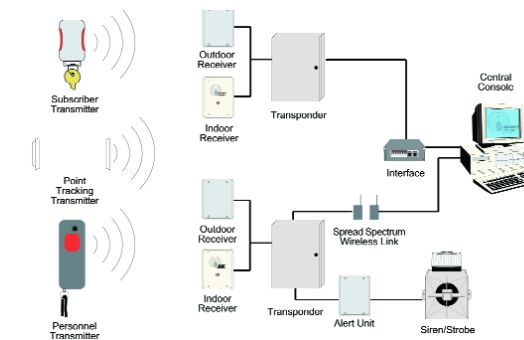 Outdoor
Receiver
Central
Console
Subscriber
Transmitter
Indoor
Receiver
Transponder
Interface
Point
Tracking
Transmitter
Outdoor
Receiver
Spread Spectrum
Wireless Link
Indoor
Receiver
Transponder
Alert Unit
Siren/Strobe
Personnel
Transmitter